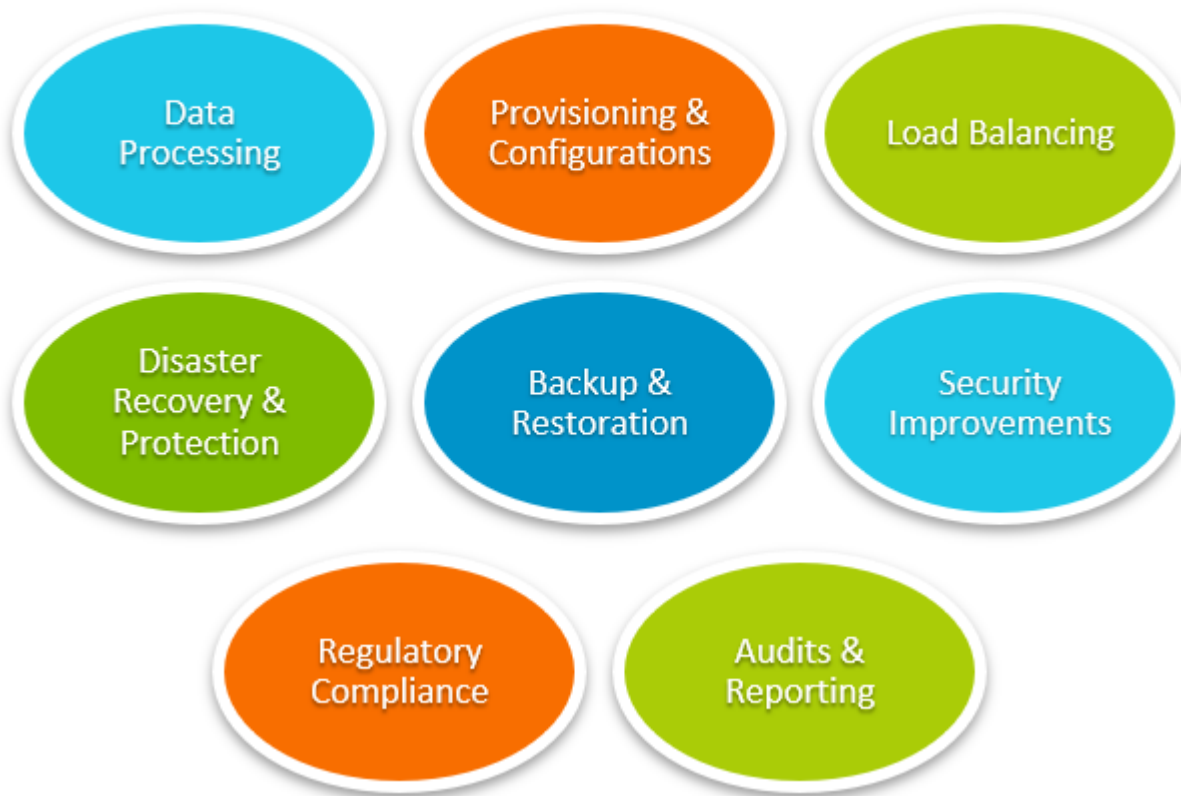 Data
Processing
Provisioning &
Configurations
Load Balancing
Disaster
Recovery &
Protection
Backup &
Restoration
Security
Improvements
Regulatory
Compliance
Audits &
Reporting